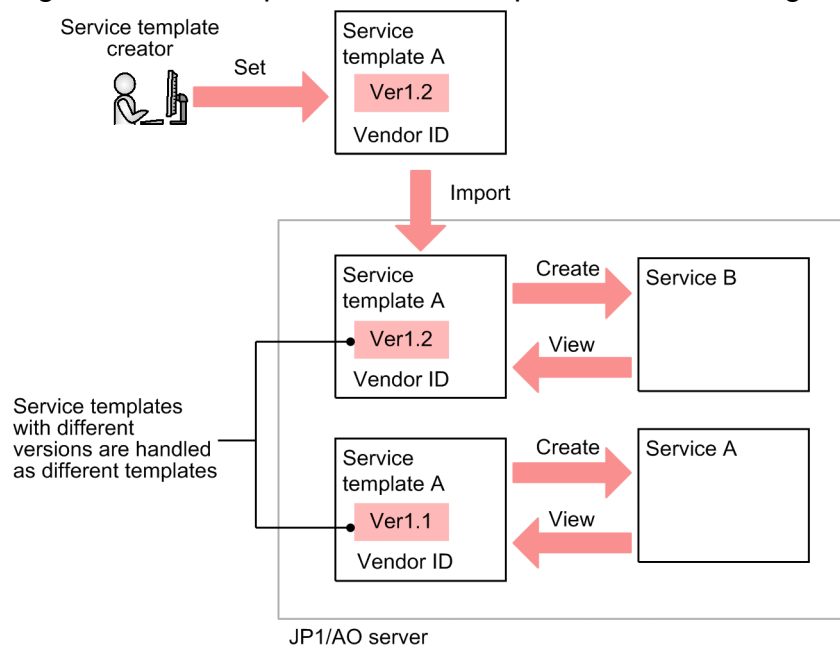 Service template
creator
Set
Service
template A
Ver1.2
Vendor ID
Import
Service
template A
Ver1.2
Vendor ID
Create
View
Service B
Service templates
with different
versions are handled
as different templates
Service
template A
Ver1.1
Vendor ID
Create
View
Service A
JP1/AO server